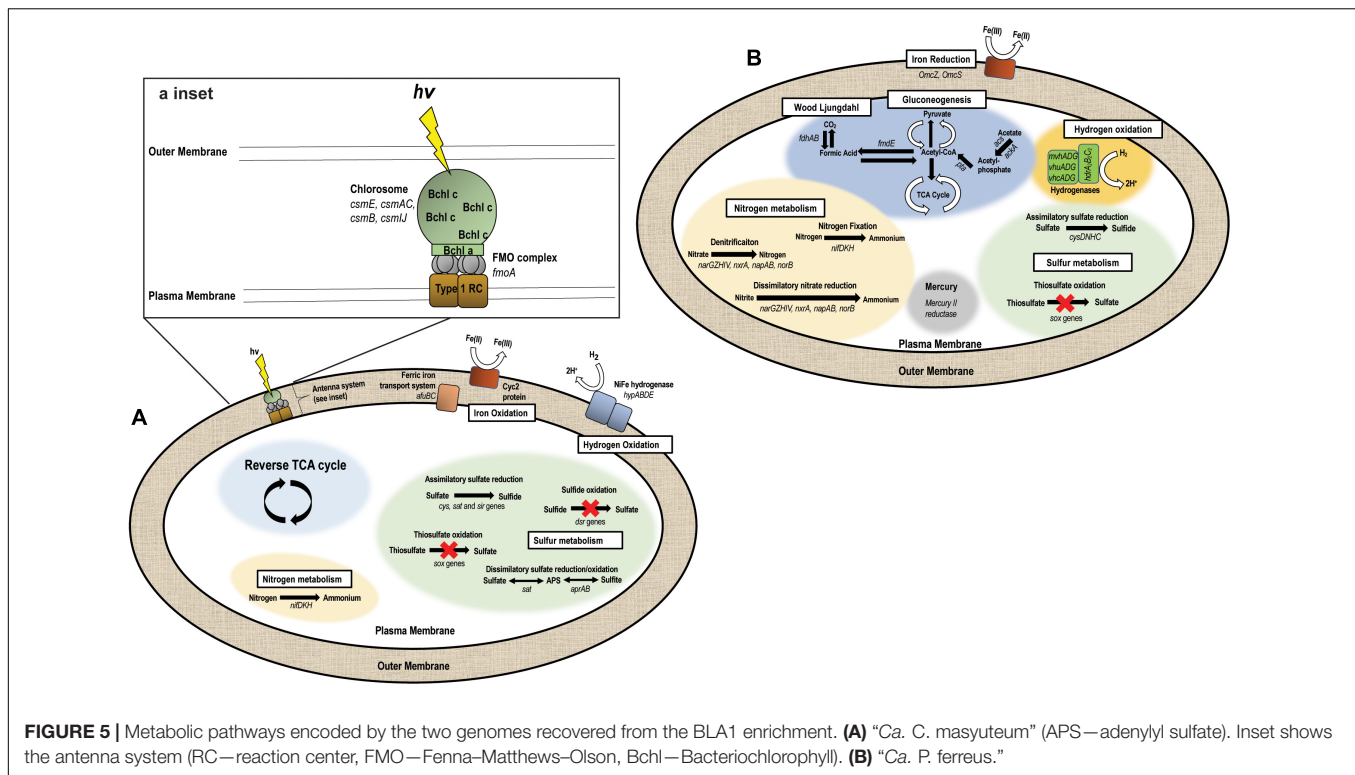 a inset
hv
Outer Membrane
Chlorosome
csmE, csmAC,
csmB, csmIJ
Bchl c
Bchl c
Bchl c
Bchl c
Bchl a
FMO complex
fmoA
Type 1 RC
Plasma Membrane
A
hv
Antenna system
(see inset)
Ferric iron
transport system
afuBC
Fe(II)
Fe(III)
Cyc2
protein
Iron Oxidation
H2
2H+
NiFe hydrogenase
hypABDE
Hydrogen Oxidation
Reverse TCA cycle
Assimilatory sulfate reduction
Sulfate
Sulfide
cys, sat and sir genes
Sulfide oxidation
Sulfide
Sulfate
dsr genes
Thiosulfate oxidation
Thiosulfate
Sulfate
sox genes
Sulfur metabolism
Dissimilatory sulfate reduction/oxidation
Sulfate
APS
Sulfite
sat
aprAB
Nitrogen metabolism
Nitrogen
Ammonium
nifDKH
Plasma Membrane
Outer Membrane
B
Fe(III)
Fe(II)
Iron Reduction
OmcZ, OmcS
Wood Ljungdahl
Gluconeogenesis
CO2
fdhAB
Formic Acid
fmdE
Pyruvate
Acetyl-CoA
TCA Cycle
Acetate
acs
ackA
Acetyl-
phosphate
ptb
Hydrogen oxidation
mvhADG
vhuADG
vhcADG
hdrA2B2C2
H2
2H+
Hydrogenases
Nitrogen metabolism
Nitrogen Fixation
Nitrogen
Ammonium
nifDKH
Denitrificaiton
Nitrate
Nitrogen
narGZHIV, nxrA, napAB, norB
Dissimilatory nitrate reduction
Nitrite
Ammonium
narGZHIV, nxrA, napAB, norB
Mercury
Mercury II
reductase
Assimilatory sulfate reduction
Sulfate
Sulfide
cysDNHC
Sulfur metabolism
Thiosulfate oxidation
Thiosulfate
Sulfate
sox genes
Plasma Membrane
Outer Membrane
FIGURE 5 | Metabolic pathways encoded by the two genomes recovered from the BLA1 enrichment. (A) “Ca. C. masyuteum” (APS—adenylyl sulfate). Inset shows
the antenna system (RC—reaction center, FMO—Fenna–Matthews–Olson, Bchl—Bacteriochlorophyll). (B) “Ca. P. ferreus.”